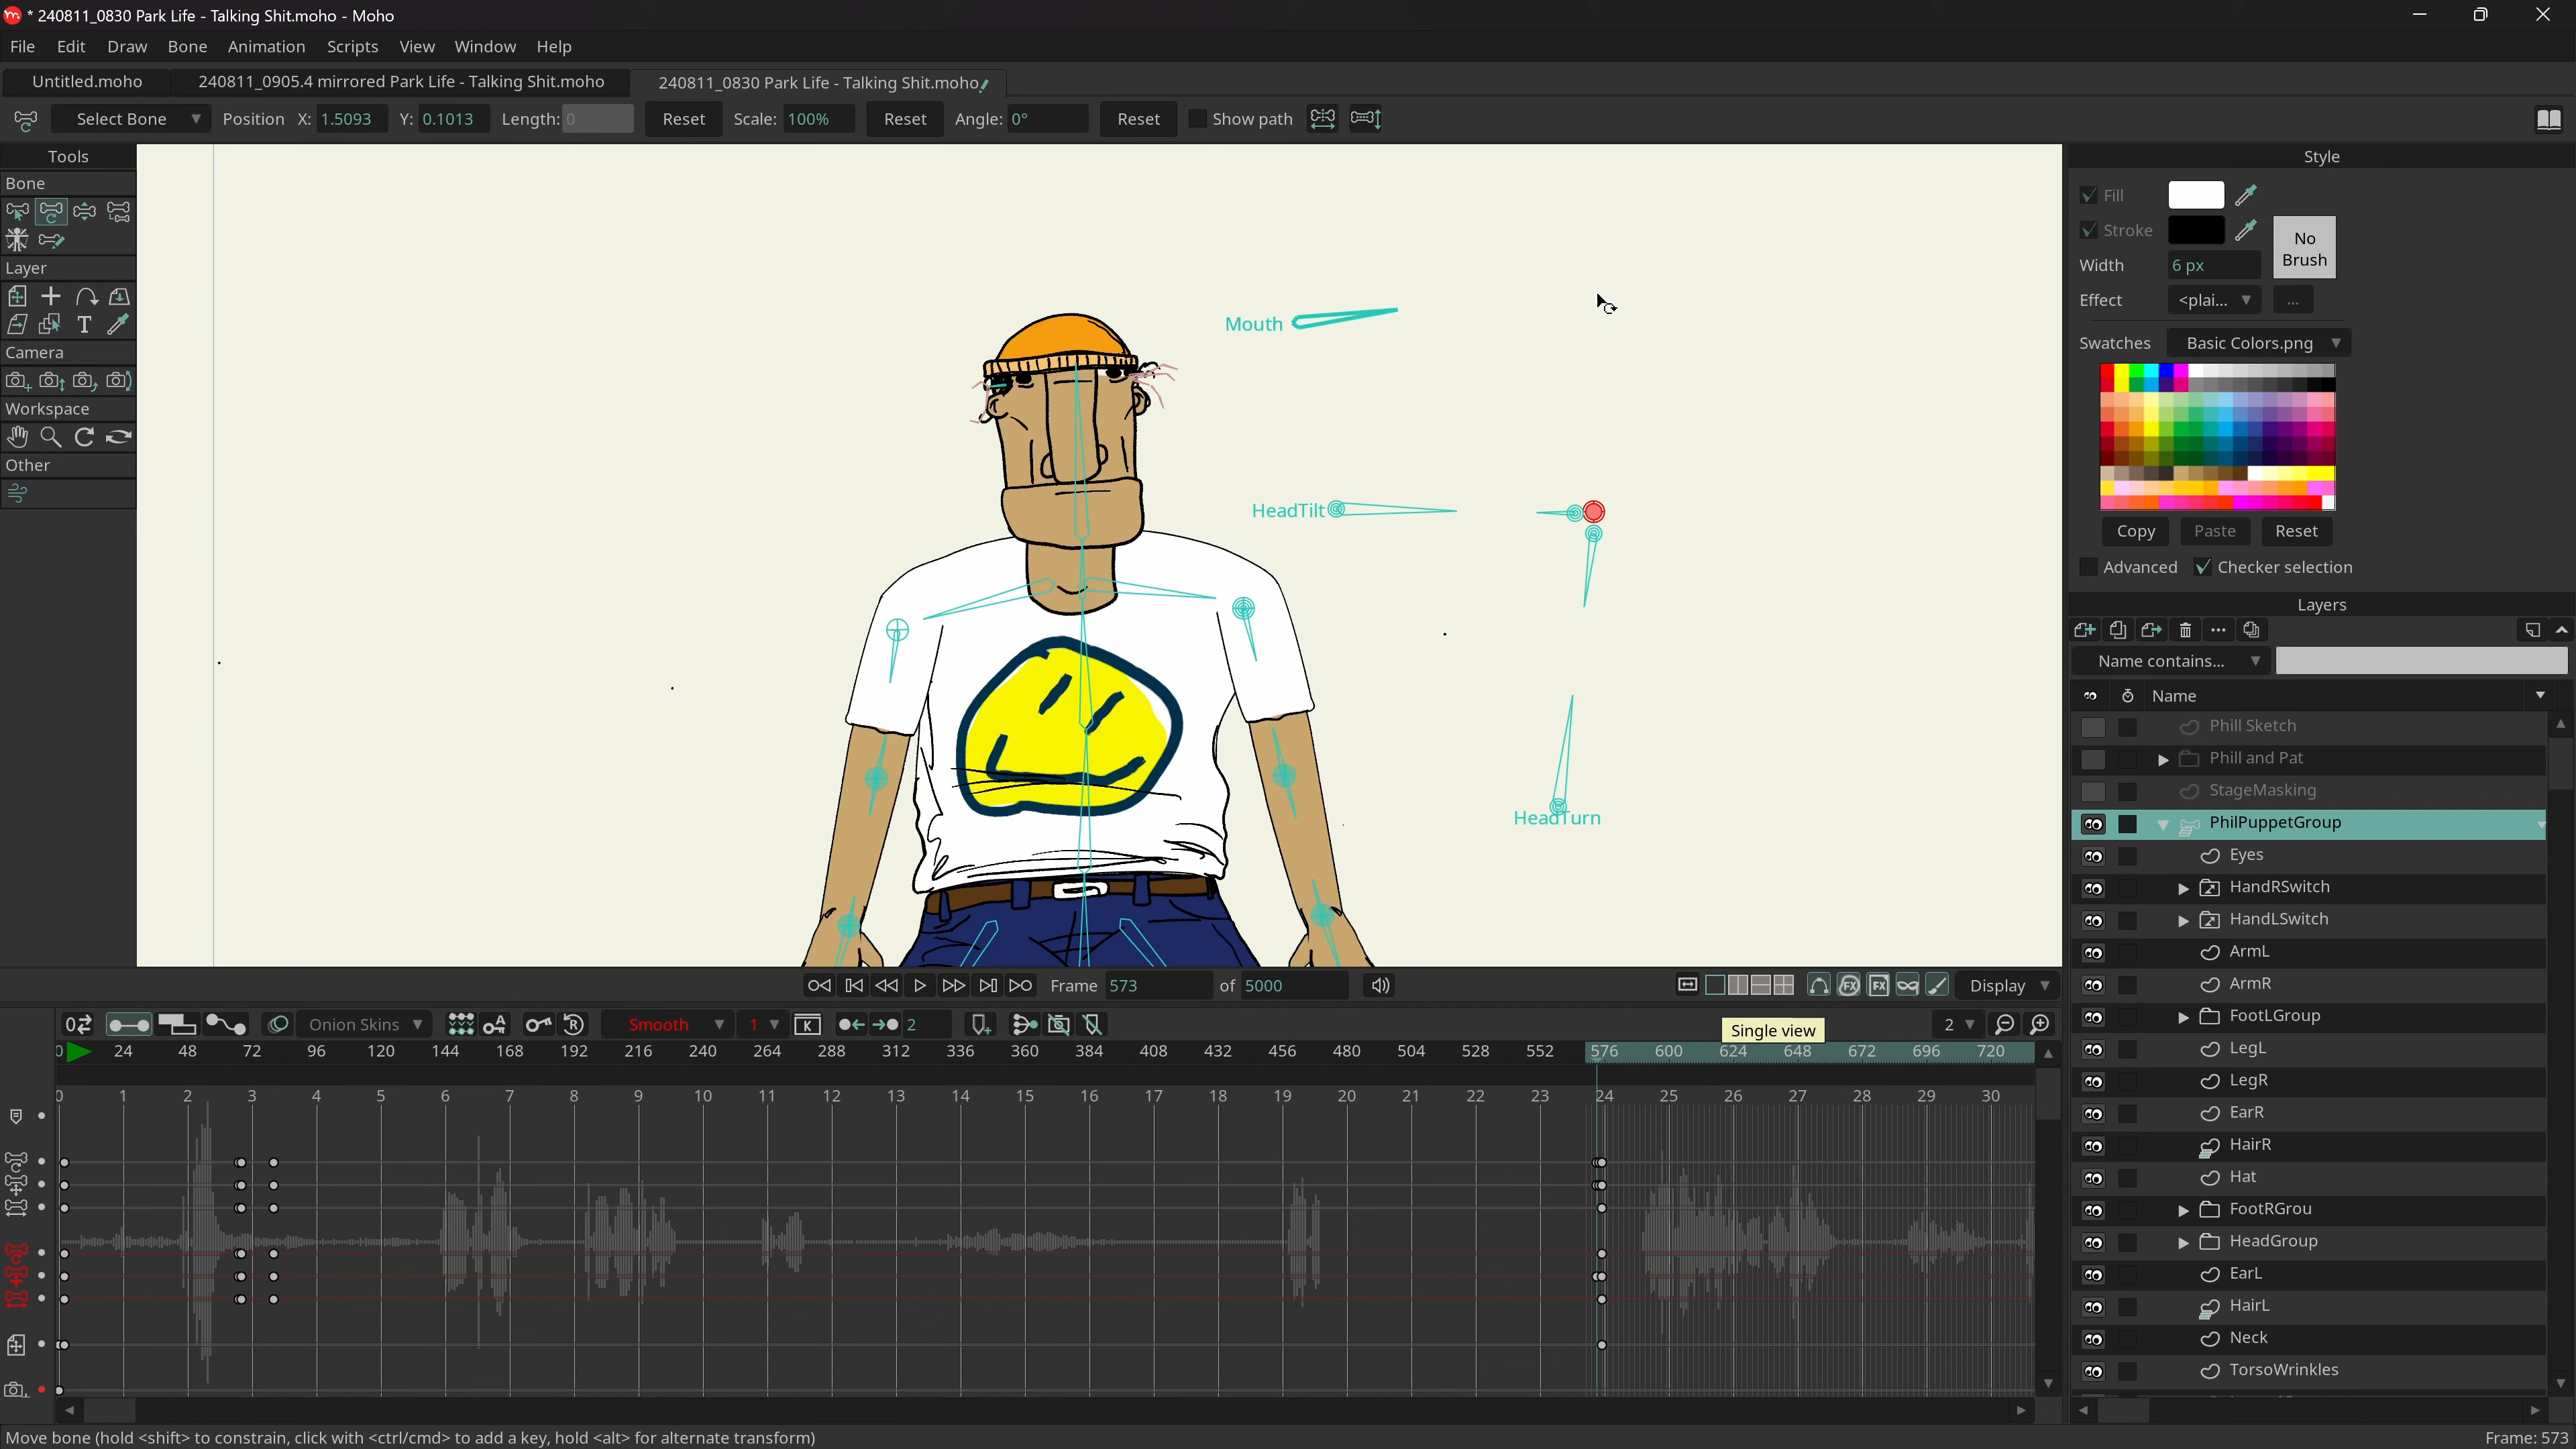 * 240811_0830 Park Life - Talking Shit.moho - Moho
File Edit Draw Bone Animation Scripts View Window Help
Untitled.moho 240811_0905.4 mirrored Park Life - Talking Shit.moho 240811_0830 Park Life - Talking Shit.moho
Select Bone Position X: 1.5093 Y: 0.1013 Length: 0 Reset Scale: 100% Reset Angle: 0° Reset Show path
Tools
Bone
Layer
T
Camera
Workspace
Other
Mouth
HeadTilt
HeadTurn
Style
Fill
Stroke
No
Brush
Width 6 px
Effect <plai... ...
Swatches Basic Colors.png
Copy Paste Reset
Advanced Checker selection
Layers
Name contains...
Name
Phill Sketch
Phill and Pat
StageMasking
PhilPuppetGroup
Eyes
HandRSwitch
HandLSwitch
ArmL
ArmR
FootLGroup
LegL
LegR
EarR
HairR
Hat
FootRGrou
HeadGroup
EarL
HairL
Neck
TorsoWrinkles
Frame 573 of 5000 Display
Onion Skins Smooth 1 2 2
Single view
0 24 48 72 96 120 144 168 192 216 240 264 288 312 336 360 384 408 432 456 480 504 528 552 576 600 624 648 672 696 720
0 1 2 3 4 5 6 7 8 9 10 11 12 13 14 15 16 17 18 19 20 21 22 23 24 25 26 27 28 29 30
Move bone (hold <shift> to constrain, click with <ctrl/cmd> to add a key, hold <alt> for alternate transform) Frame: 573